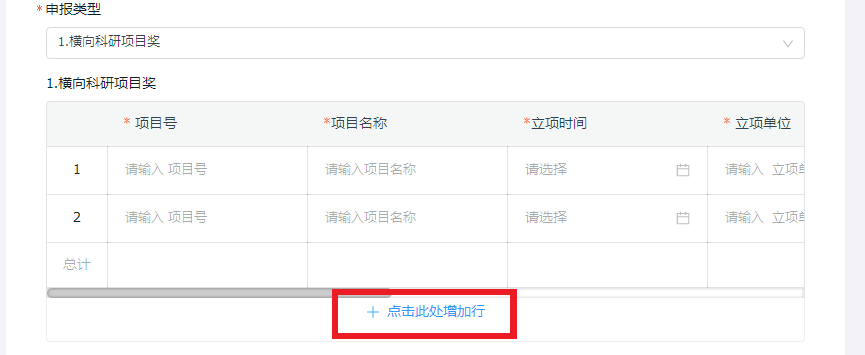 *申报类型
1.横向科研项目奖
1.横向科研项目奖
* 项目号 *项目名称 *立项时间 * 立项单位
1 请输入 项目号 请输入项目名称 请选择 请输入 立项单
2 请输入 项目号 请输入项目名称 请选择 请输入 立项单
总计
+ 点击此处增加行